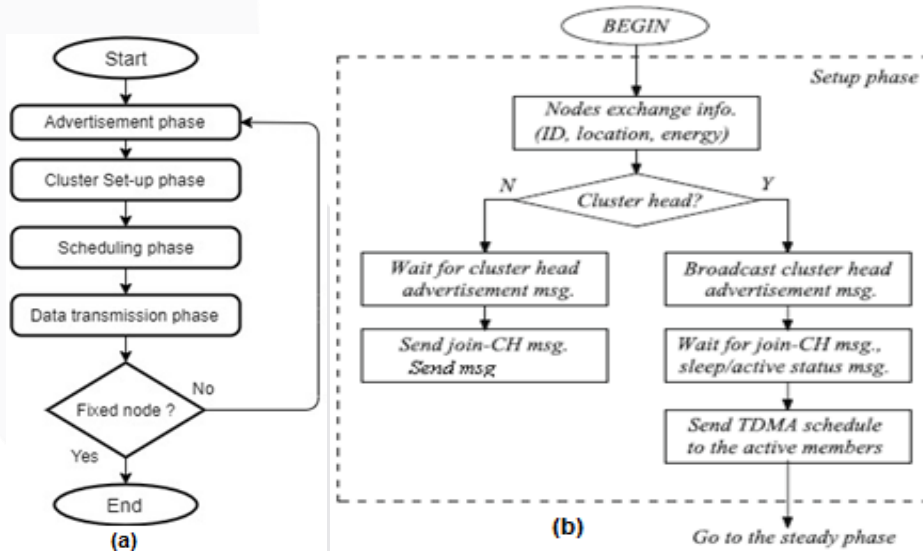 Start
Advertisement phase
Cluster Set-up phase
Scheduling phase
Data transmission phase
Fixed node ?
No
Yes
End
(a)
BEGIN
Setup phase
Nodes exchange info.
(ID, location, energy)
N
Cluster head?
Y
Wait for cluster head
advertisement msg.
Send join-CH msg.
Send msg
Broadcast cluster head
advertisement msg.
Wait for join-CH msg.,
sleep/active status msg.
Send TDMA schedule
to the active members
(b)
Go to the steady phase